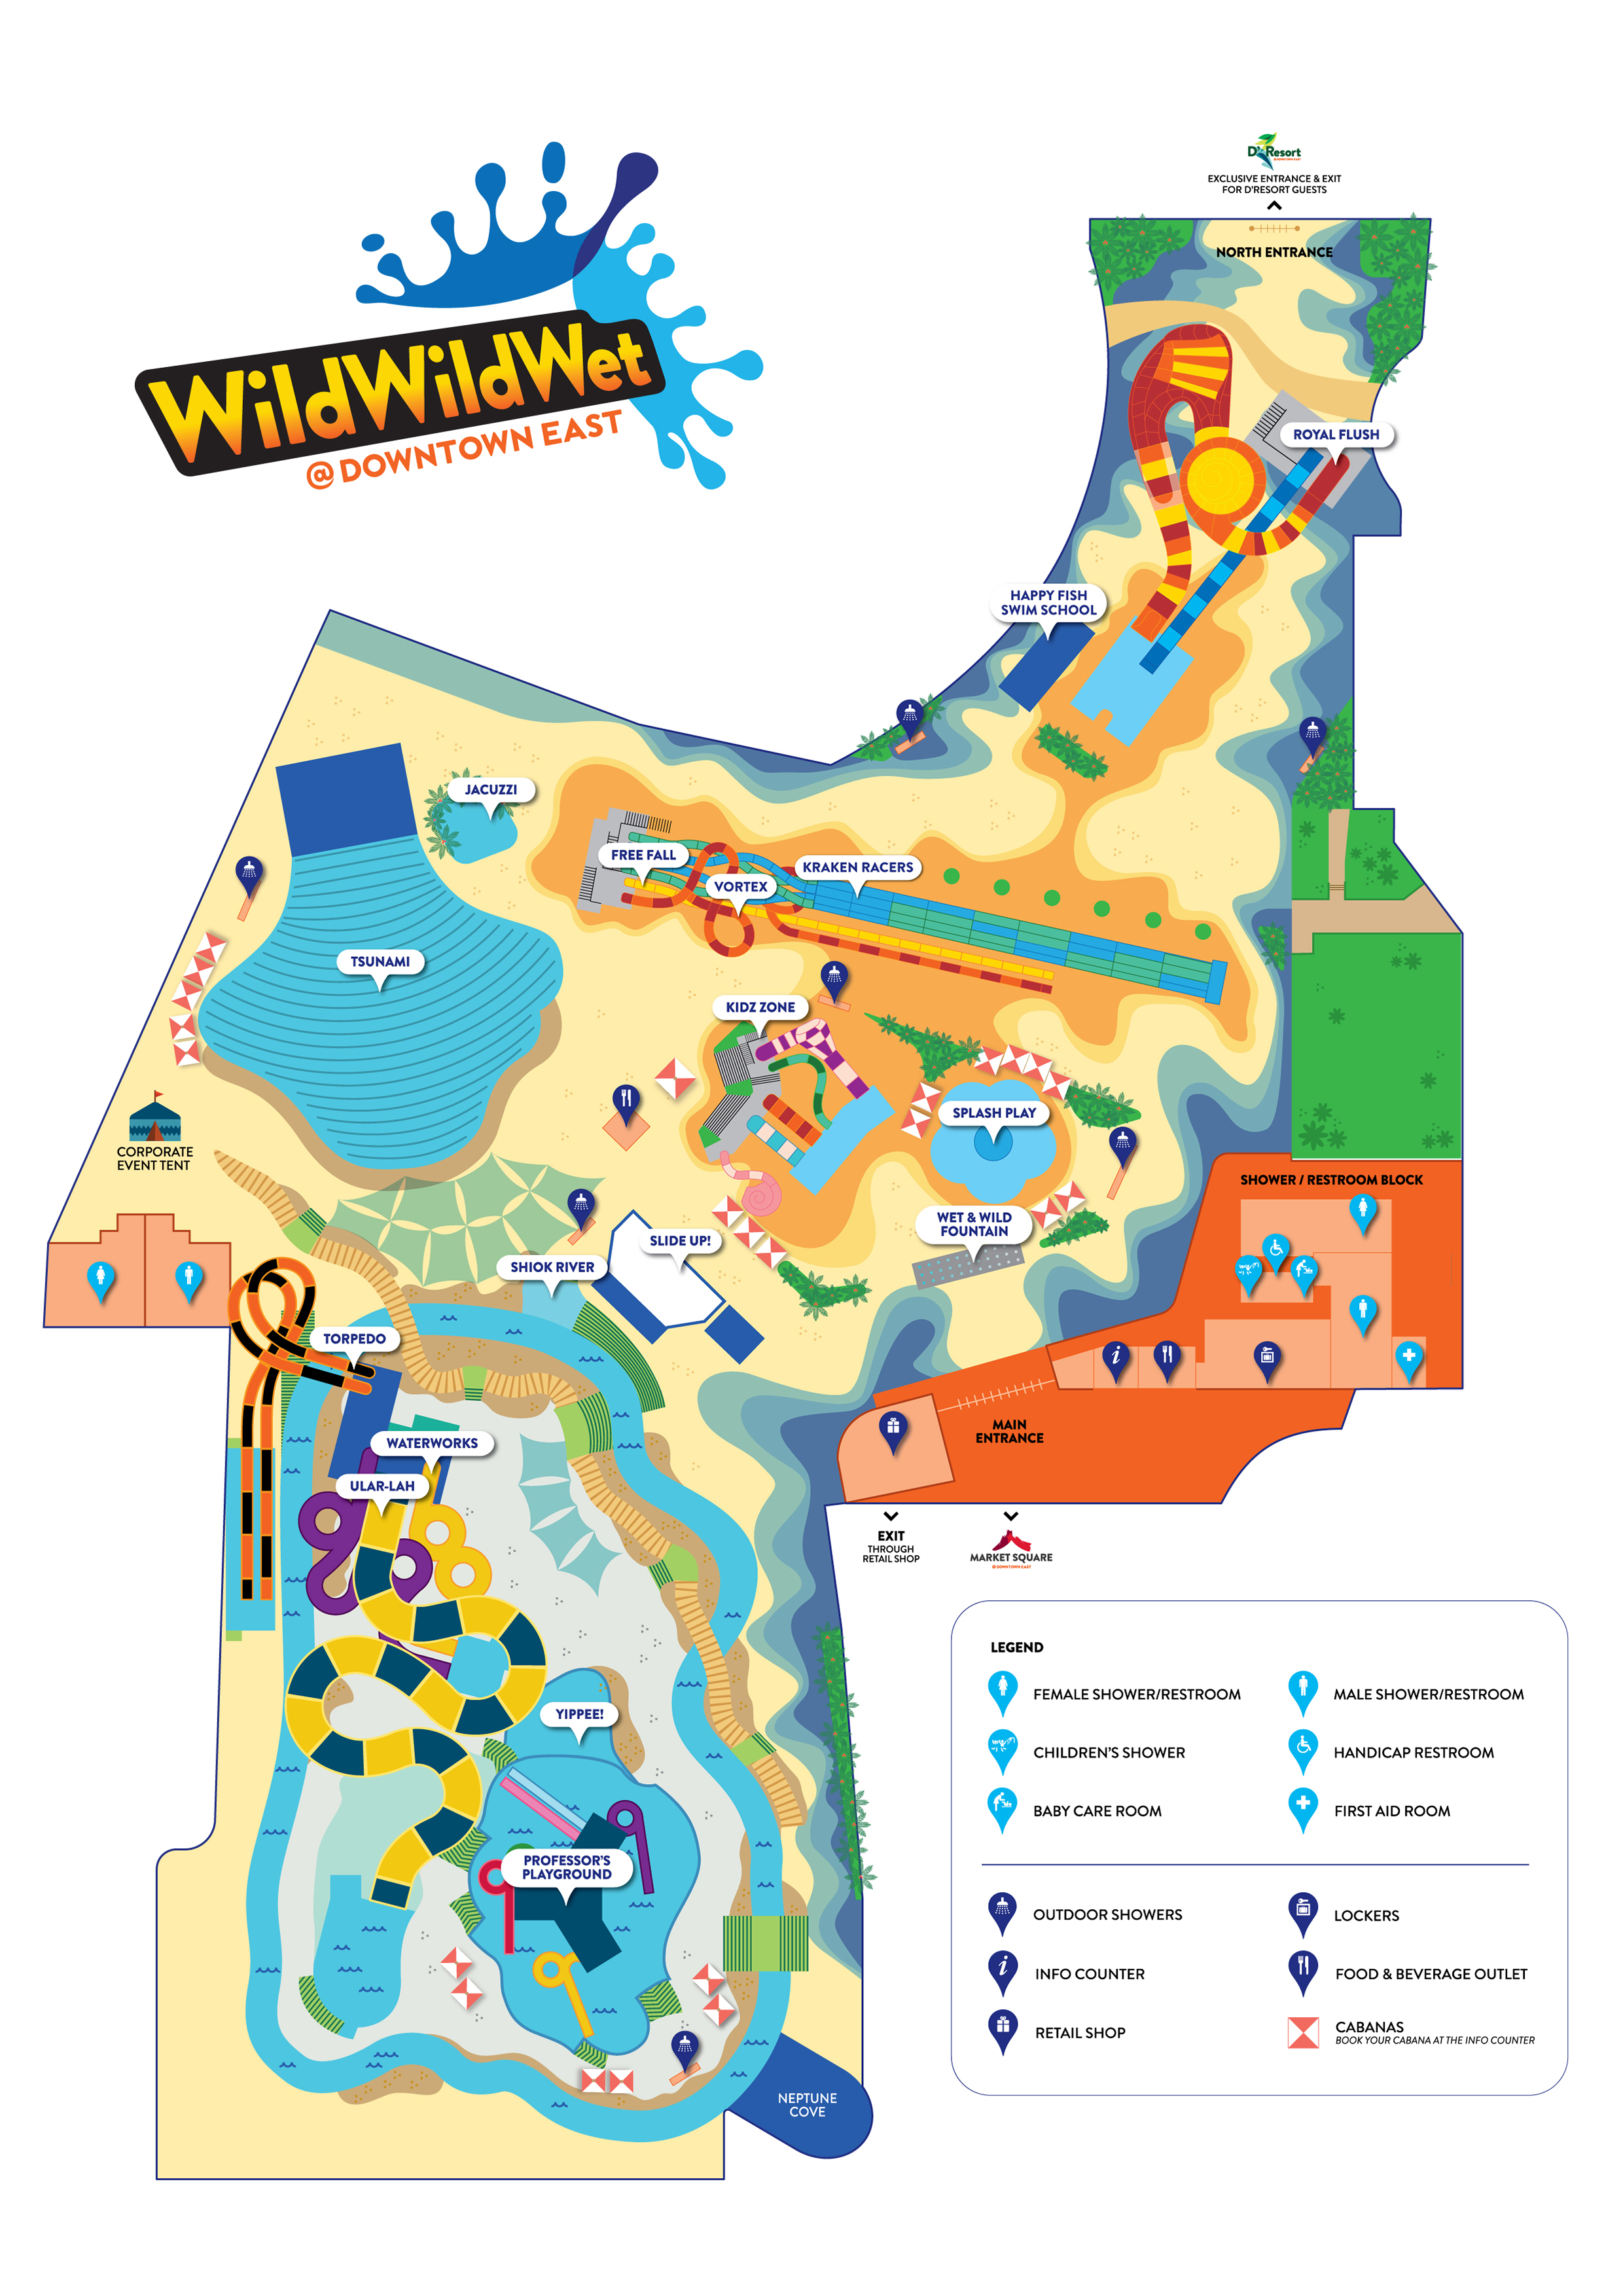 D'Resort
@DOWNTOWN EAST
EXCLUSIVE ENTRANCE & EXIT
FOR D'RESORT GUESTS
NORTH ENTRANCE
WildWildWet
@ DOWNTOWN EAST
ROYAL FLUSH
HAPPY FISH
SWIM SCHOOL
JACUZZI
FREE FALL
KRAKEN RACERS
VORTEX
TSUNAMI
KIDZ ZONE
SPLASH PLAY
CORPORATE
EVENT TENT
SHOWER / RESTROOM BLOCK
WET & WILD
FOUNTAIN
SLIDE UP!
SHIOK RIVER
TORPEDO
i
MAIN
ENTRANCE
WATERWORKS
ULAR-LAH
EXIT
THROUGH
RETAIL SHOP
MARKET SQUARE
@DOWNTOWN EAST
YIPPEE!
PROFESSOR'S
PLAYGROUND
NEPTUNE
COVE
LEGEND
FEMALE SHOWER/RESTROOM
MALE SHOWER/RESTROOM
CHILDREN'S SHOWER
HANDICAP RESTROOM
BABY CARE ROOM
FIRST AID ROOM
OUTDOOR SHOWERS
LOCKERS
i
INFO COUNTER
FOOD & BEVERAGE OUTLET
RETAIL SHOP
CABANAS
BOOK YOUR CABANA AT THE INFO COUNTER